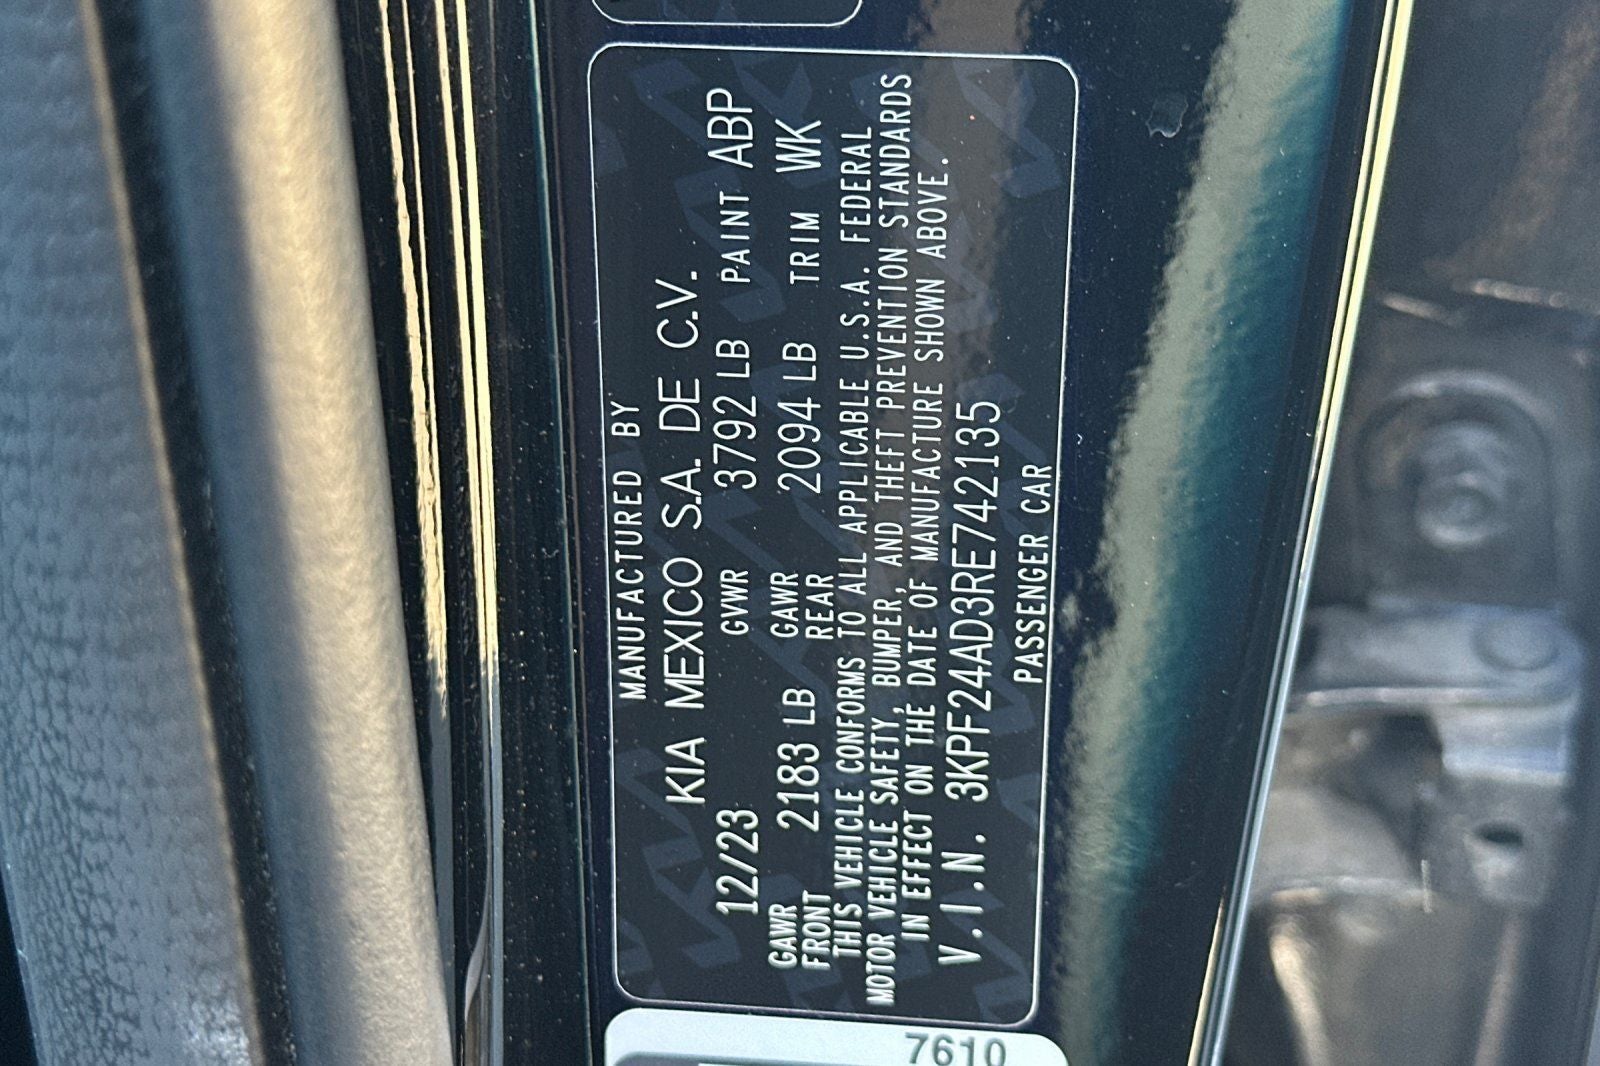 MANUFACTURED BY
KIA MEXICO S.A. DE C.V.
12/23 GVWR 3792 LB PAINT ABP
GAWR FRONT 2183 LB GAWR REAR 2094 LB TRIM WK
THIS VEHICLE CONFORMS TO ALL APPLICABLE U.S.A. FEDERAL
MOTOR VEHICLE SAFETY, BUMPER, AND THEFT PREVENTION STANDARDS
IN EFFECT ON THE DATE OF MANUFACTURE SHOWN ABOVE.
V.I.N. 3KPF24AD3RE742135
PASSENGER CAR
7610